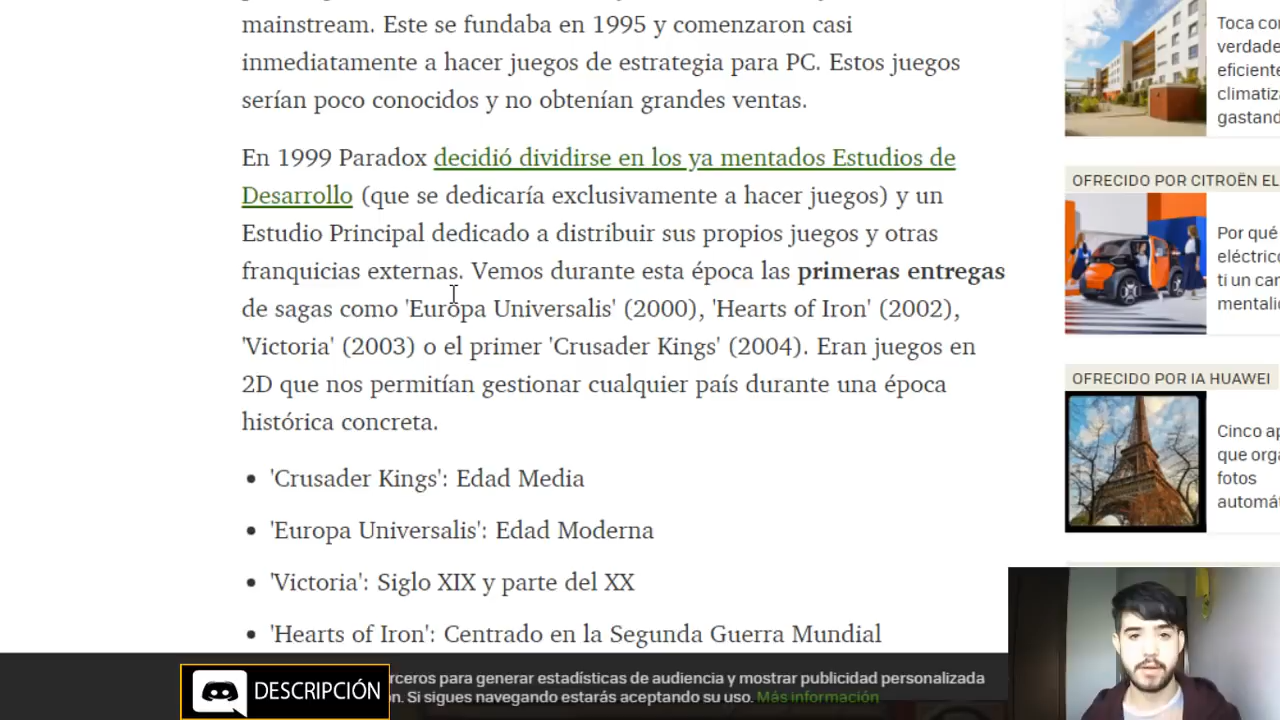 mainstream. Este se fundaba en 1995 y comenzaron casi
inmediatamente a hacer juegos de estrategia para PC. Estos juegos
serían poco conocidos y no obtenían grandes ventas.
En 1999 Paradox decidió dividirse en los ya mentados Estudios de
Desarrollo (que se dedicaría exclusivamente a hacer juegos) y un
Estudio Principal dedicado a distribuir sus propios juegos y otras
franquicias externas. Vemos durante esta época las primeras entregas
de sagas como 'Europa Universalis' (2000), 'Hearts of Iron' (2002),
'Victoria' (2003) o el primer 'Crusader Kings' (2004). Eran juegos en
2D que nos permitían gestionar cualquier país durante una época
histórica concreta.
• 'Crusader Kings': Edad Media
• 'Europa Universalis': Edad Moderna
• 'Victoria': Siglo XIX y parte del XX
• 'Hearts of Iron': Centrado en la Segunda Guerra Mundial
Toca
verdade
eficiente
climatiza
gastand
OFRECIDO POR CITROËN EL
Por qué
eléctric
ti un
mentali
OFRECIDO POR IA HUAWEI
Cinco
que
fotos
automá
rceros para generar estadísticas de audiencia y mostrar publicidad personalizada
n. Si sigues navegando estarás aceptando su uso. Más información
DESCRIPCIÓN